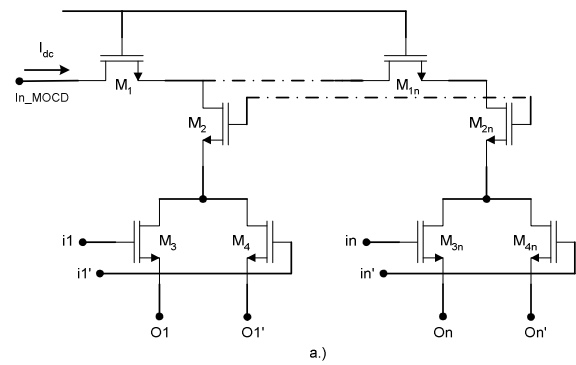 I_dc
In_MOCD
M_1
M_1n
M_2
M_2n
i1
M_3
M_4
in
M_3n
M_4n
i1'
in'
O1
O1'
On
On'
a.)